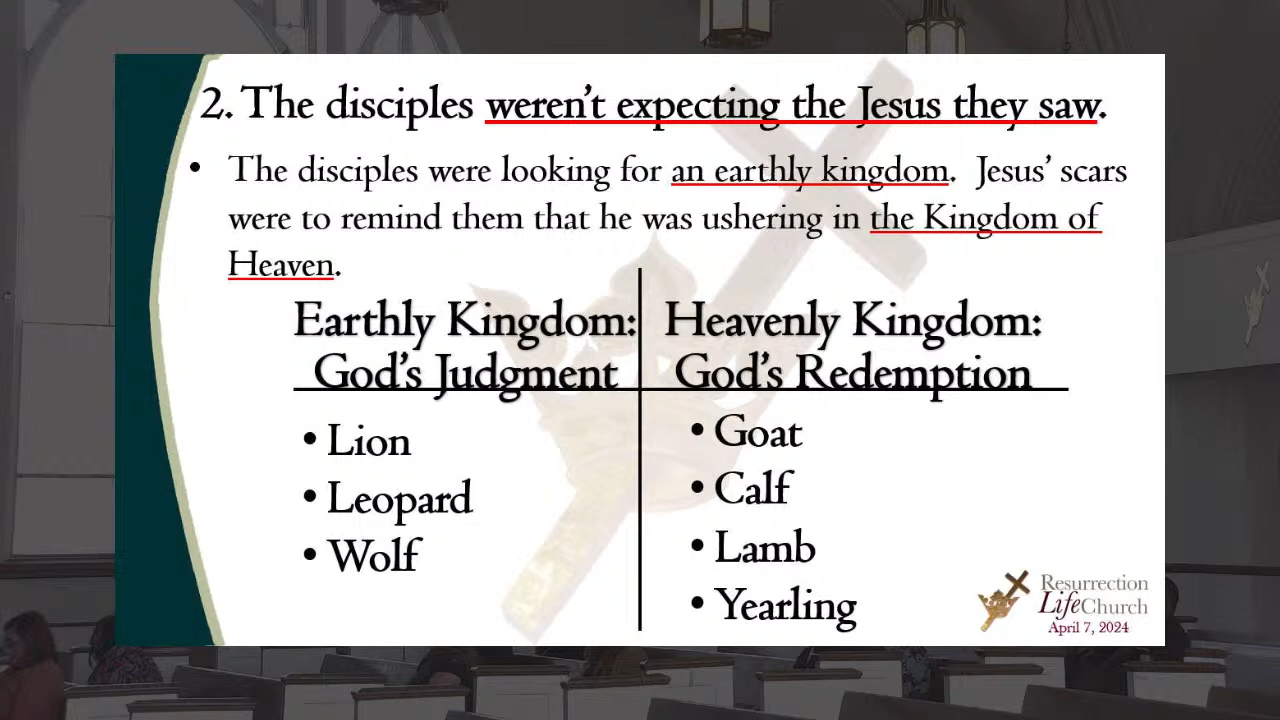 2. The disciples weren't expecting the Jesus they saw.
• The disciples were looking for an earthly kingdom. Jesus' scars
were to remind them that he was ushering in the Kingdom of
Heaven.
Earthly Kingdom:
God's Judgment
• Lion
• Leopard
• Wolf
Heavenly Kingdom:
God's Redemption
• Goat
• Calf
• Lamb
• Yearling
Resurrection
LifeChurch
April 7, 2024